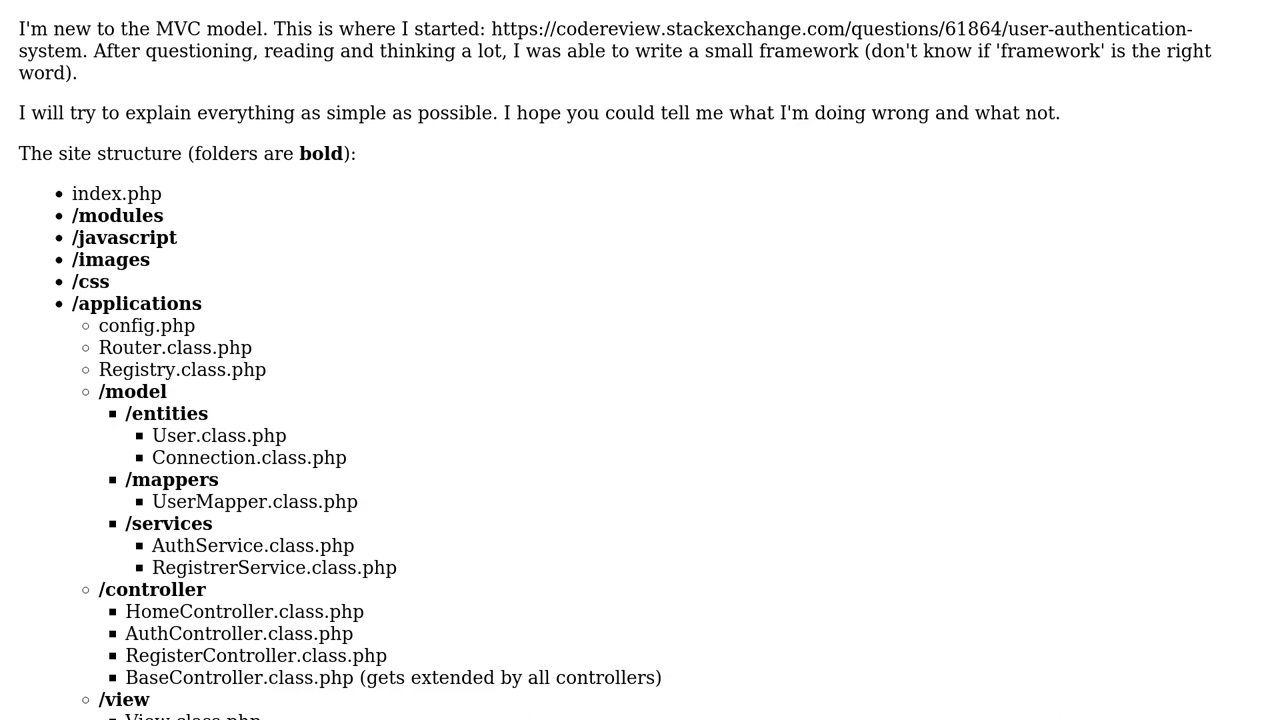 I'm new to the MVC model. This is where I started: https://codereview.stackexchange.com/questions/61864/user-authentication-
system. After questioning, reading and thinking a lot, I was able to write a small framework (don't know if 'framework' is the right
word).
I will try to explain everything as simple as possible. I hope you could tell me what I'm doing wrong and what not.
The site structure (folders are bold):
index.php
/modules
/javascript
/images
/css
/applications
config.php
Router.class.php
Registry.class.php
/model
/entities
User.class.php
Connection.class.php
/mappers
UserMapper.class.php
/services
AuthService.class.php
RegistrerService.class.php
/controller
HomeController.class.php
AuthController.class.php
RegisterController.class.php
BaseController.class.php (gets extended by all controllers)
/view
View.class.php